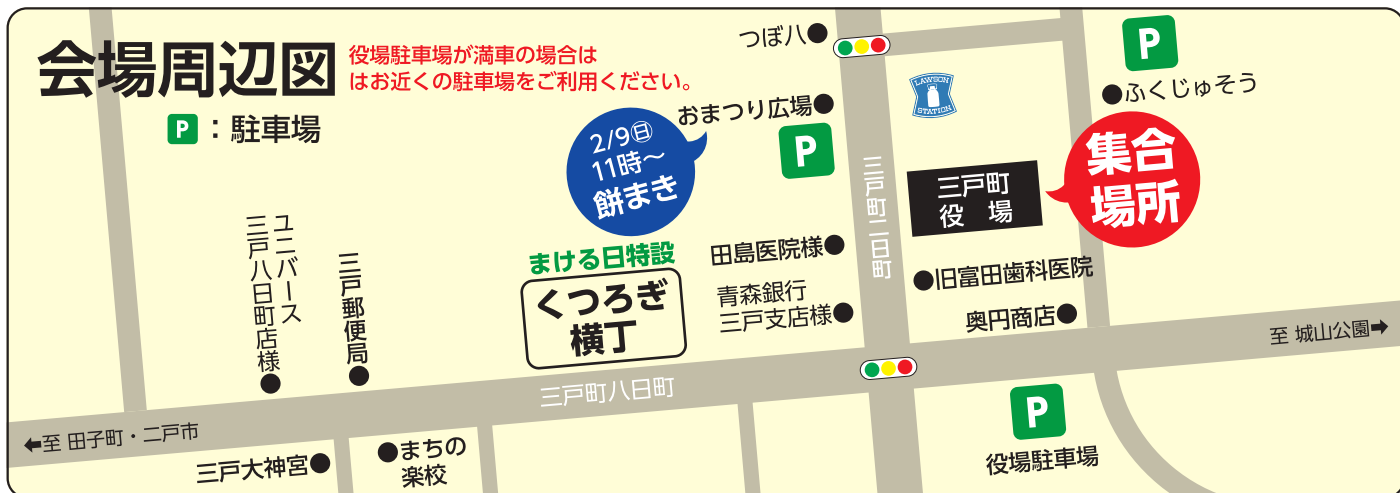 会場周辺図
役場駐車場が満車の場合は
はお近くの駐車場をご利用ください。
P：駐車場
つぼ八
P
ふくじゅそう
LAWSON
STATION
おまつり広場
P
2/9㊐
11時～
餅まき
集合
場所
三戸町
役 場
三戸町二日町
田島医院様
旧富田歯科医院
まける日特設
くつろぎ
横丁
青森銀行
三戸支店様
奥円商店
ユニバース
三戸八日町店様
三戸郵便局
至 城山公園➡
三戸町八日町
⬅至 田子町・二戸市
P
役場駐車場
三戸大神宮
まちの
楽校